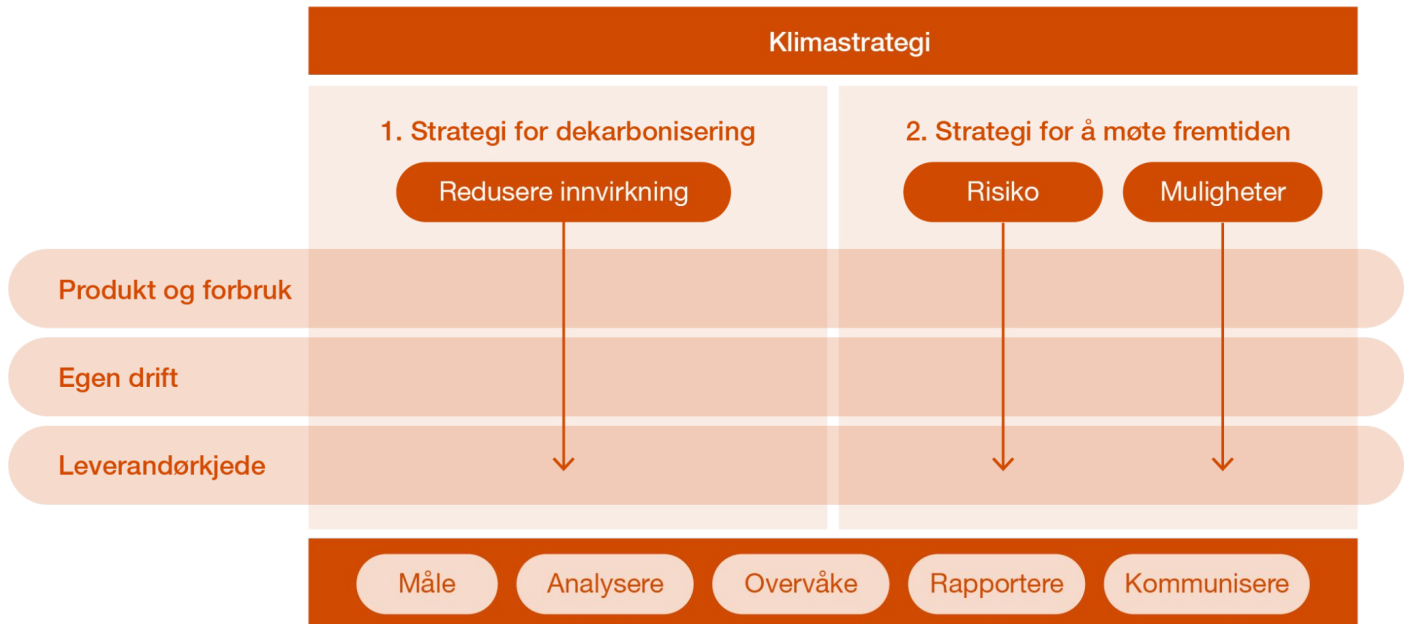 Klimastrategi
1. Strategi for dekarbonisering
2. Strategi for å møte fremtiden
Redusere innvirkning
Risiko
Muligheter
Produkt og forbruk
Egen drift
Leverandørkjede
Måle
Analysere
Overvåke
Rapportere
Kommunisere